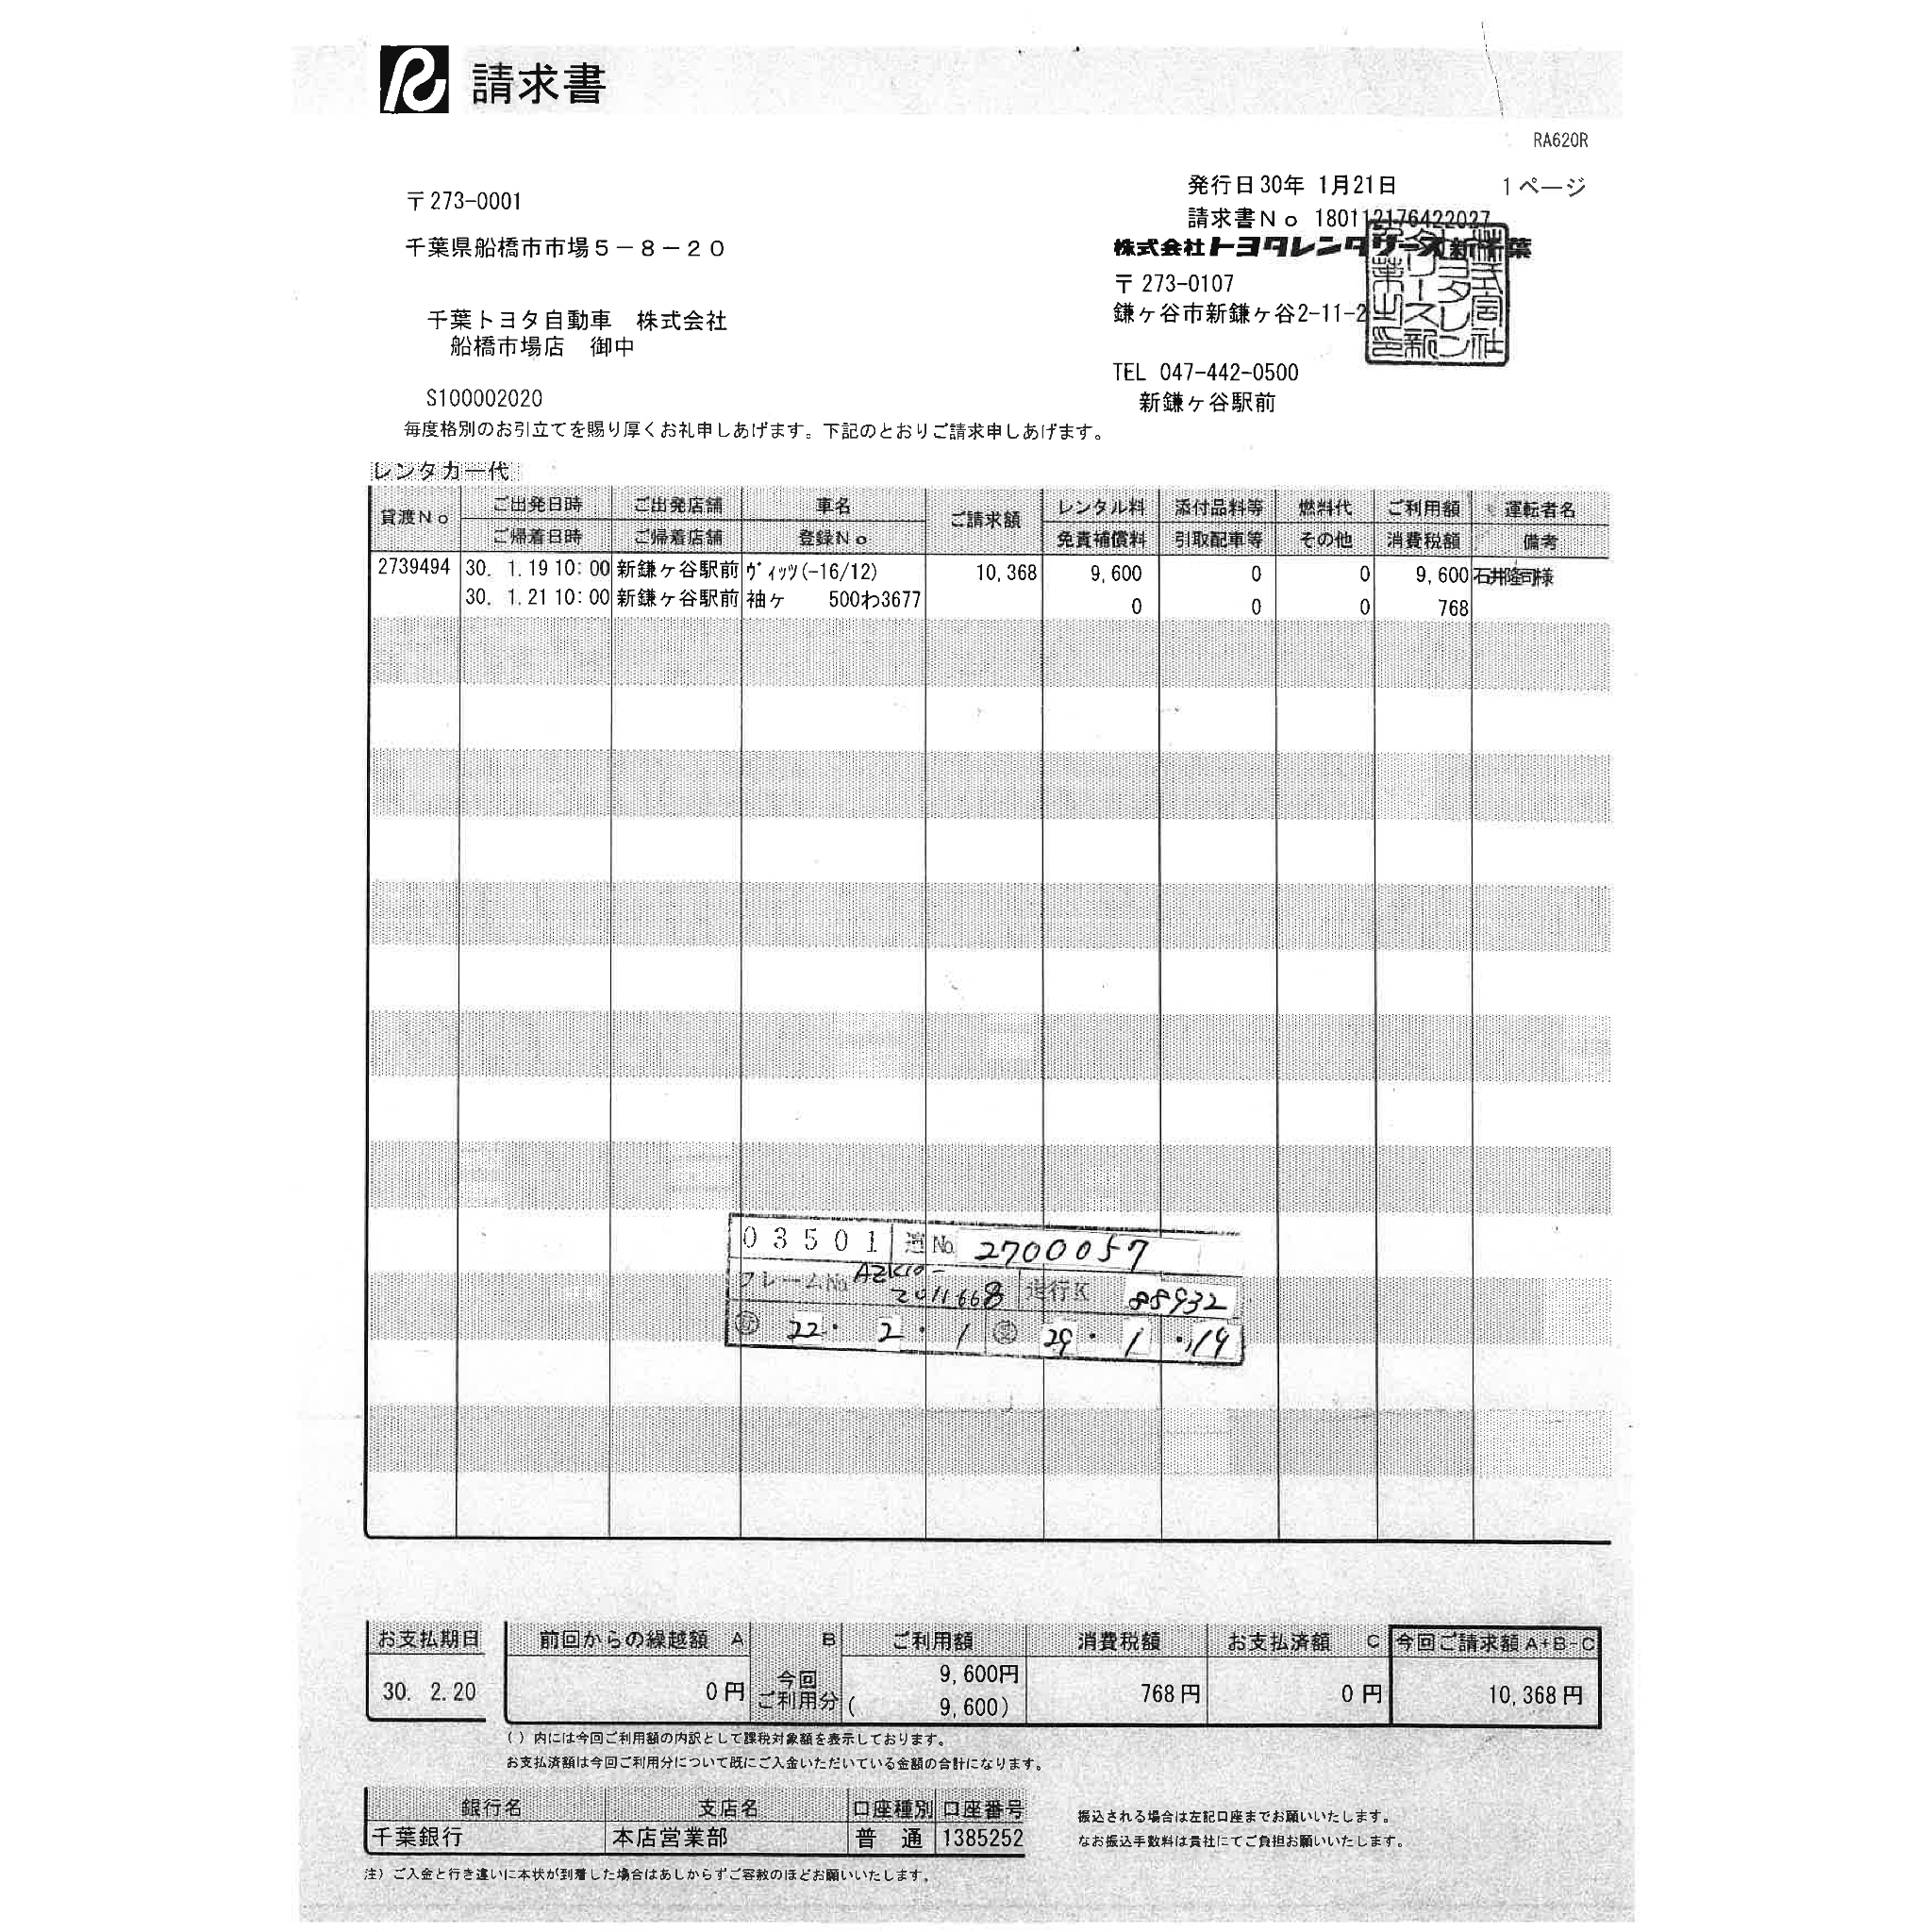 請求書
RA620R
〒273-0001
千葉県船橋市市場5-8-20
千葉トヨタ自動車 株式会社
船橋市場店 御中
S100002020
発行日30年 1月21日 1ページ
請求書No 180112176422027
株式会社トヨタレンタリース新千葉
〒273-0107
鎌ヶ谷市新鎌ヶ谷2-11-2
TEL 047-442-0500
新鎌ヶ谷駅前
毎度格別のお引立てを賜り厚くお礼申しあげます。下記のとおりご請求申しあげます。
レンタカー代
貸渡No ご出発日時 ご出発店舗 車名 ご請求額 レンタル料 添付品料等 燃料代 ご利用額 運転者名
ご帰着日時 ご帰着店舗 登録No 免責補償料 引取配車等 その他 消費税額 備考
2739494 30. 1.19 10:00 新鎌ヶ谷駅前 ヴィッツ(-16/12) 10,368 9,600 0 0 9,600 石井隆司様
30. 1.21 10:00 新鎌ヶ谷駅前 袖ヶ 500わ3677 0 0 0 768
03501 No. 2700057
フレームNo. AZK10-
2011668 走行K 88932
22・2・1 29・1・19
お支払期日 前回からの繰越額 A B ご利用額 消費税額 お支払済額 C 今回ご請求額 A+B-C
30. 2.20 0円 今回ご利用分 9,600円 768円 0円 10,368円
( 9,600)
( )内には今回ご利用額の内訳として課税対象額を表示しております。
お支払済額は今回ご利用分について既にご入金いただいている金額の合計になります。
銀行名 支店名 口座種別 口座番号
千葉銀行 本店営業部 普 通 1385252
振込される場合は左記口座までお願いいたします。
なお振込手数料は貴社にてご負担お願いいたします。
注)ご入金と行き違いに本状が到着した場合はあしからずご容赦のほどお願いいたします。